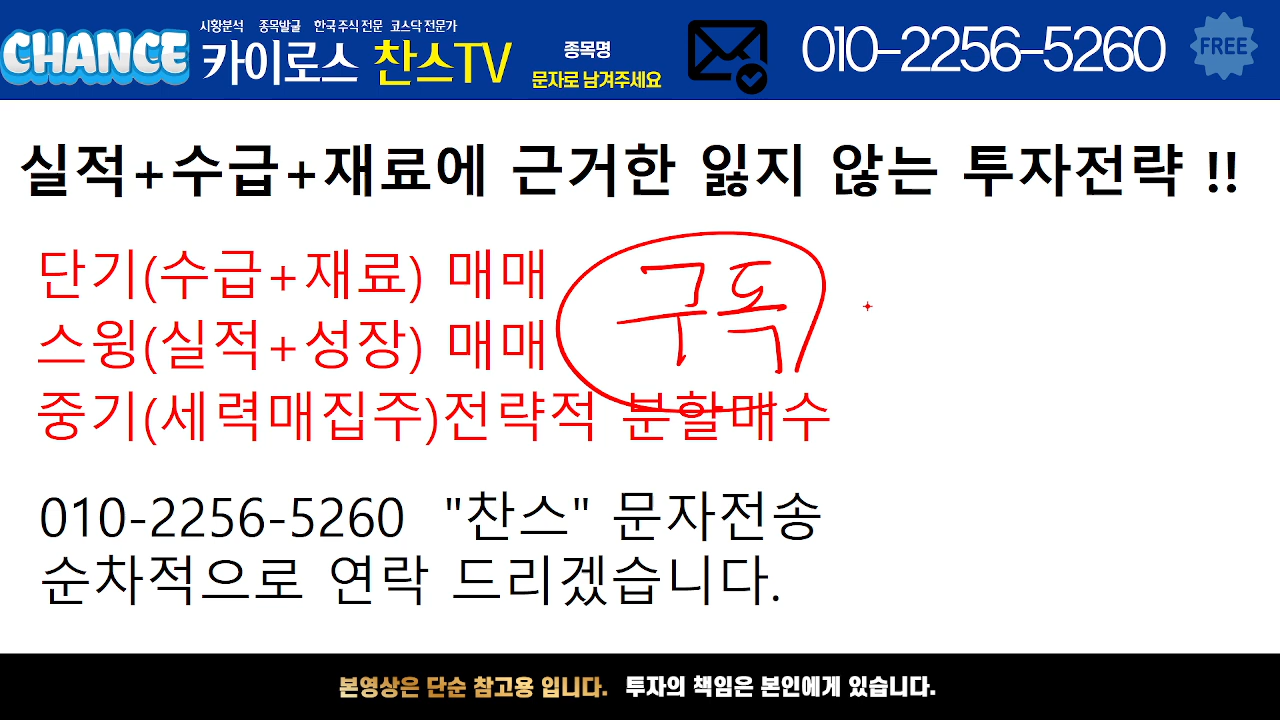 CHANCE
시황분석 종목발굴 한국 주식 전문 코스닥 전문가
카이로스 찬스TV
종목명
문자로 남겨주세요
010-2256-5260
FREE
실적+수급+재료에 근거한 잃지 않는 투자전략 !!
단기(수급+재료) 매매
스윙(실적+성장) 매매
구독
중기(세력매집주)전략적 분할매수
010-2256-5260 "찬스" 문자전송
순차적으로 연락 드리겠습니다.
본영상은 단순 참고용 입니다. 투자의 책임은 본인에게 있습니다.